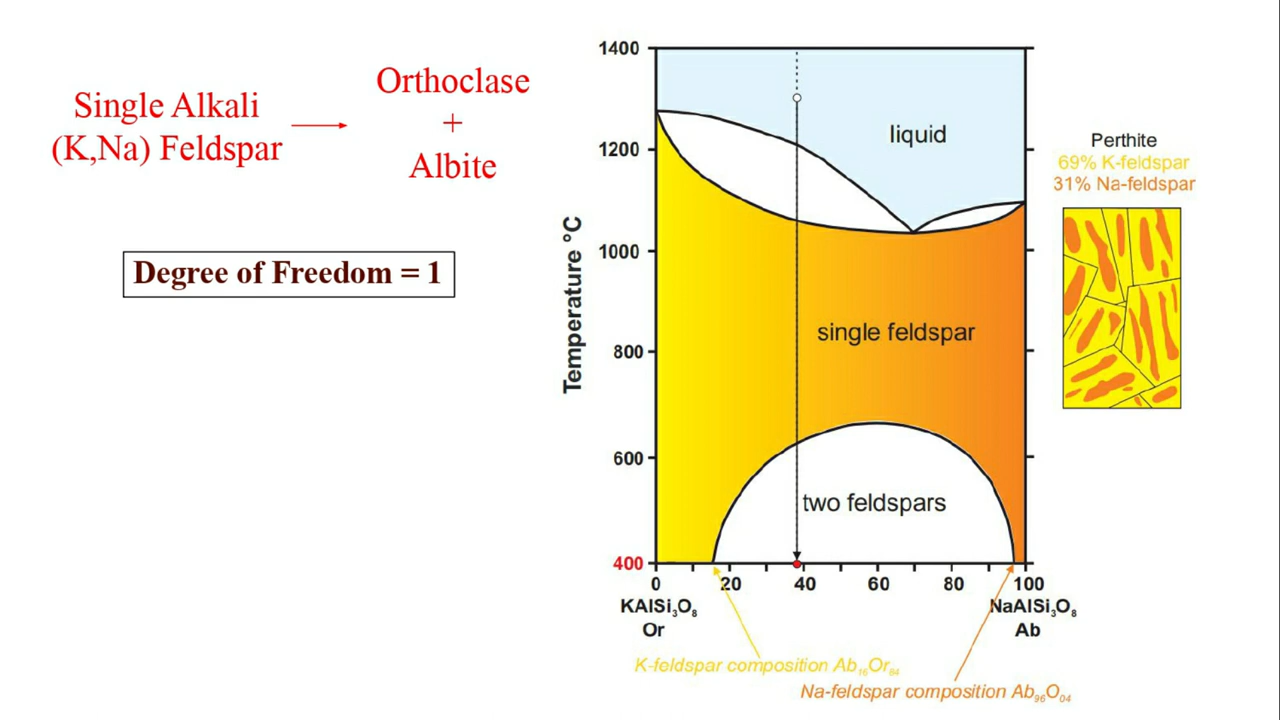 Single Alkali
(K,Na) Feldspar
Orthoclase
+
Albite
Degree of Freedom = 1
Temperature °C
1400
1200
1000
800
600
400
liquid
single feldspar
two feldspars
0
20
40
60
80
100
KAlSi₃O₈
Or
NaAlSi₃O₈
Ab
K-feldspar composition Ab₁₆Or₈₄
Na-feldspar composition Ab₉₆O₀₄
Perthite
69% K-feldspar
31% Na-feldspar